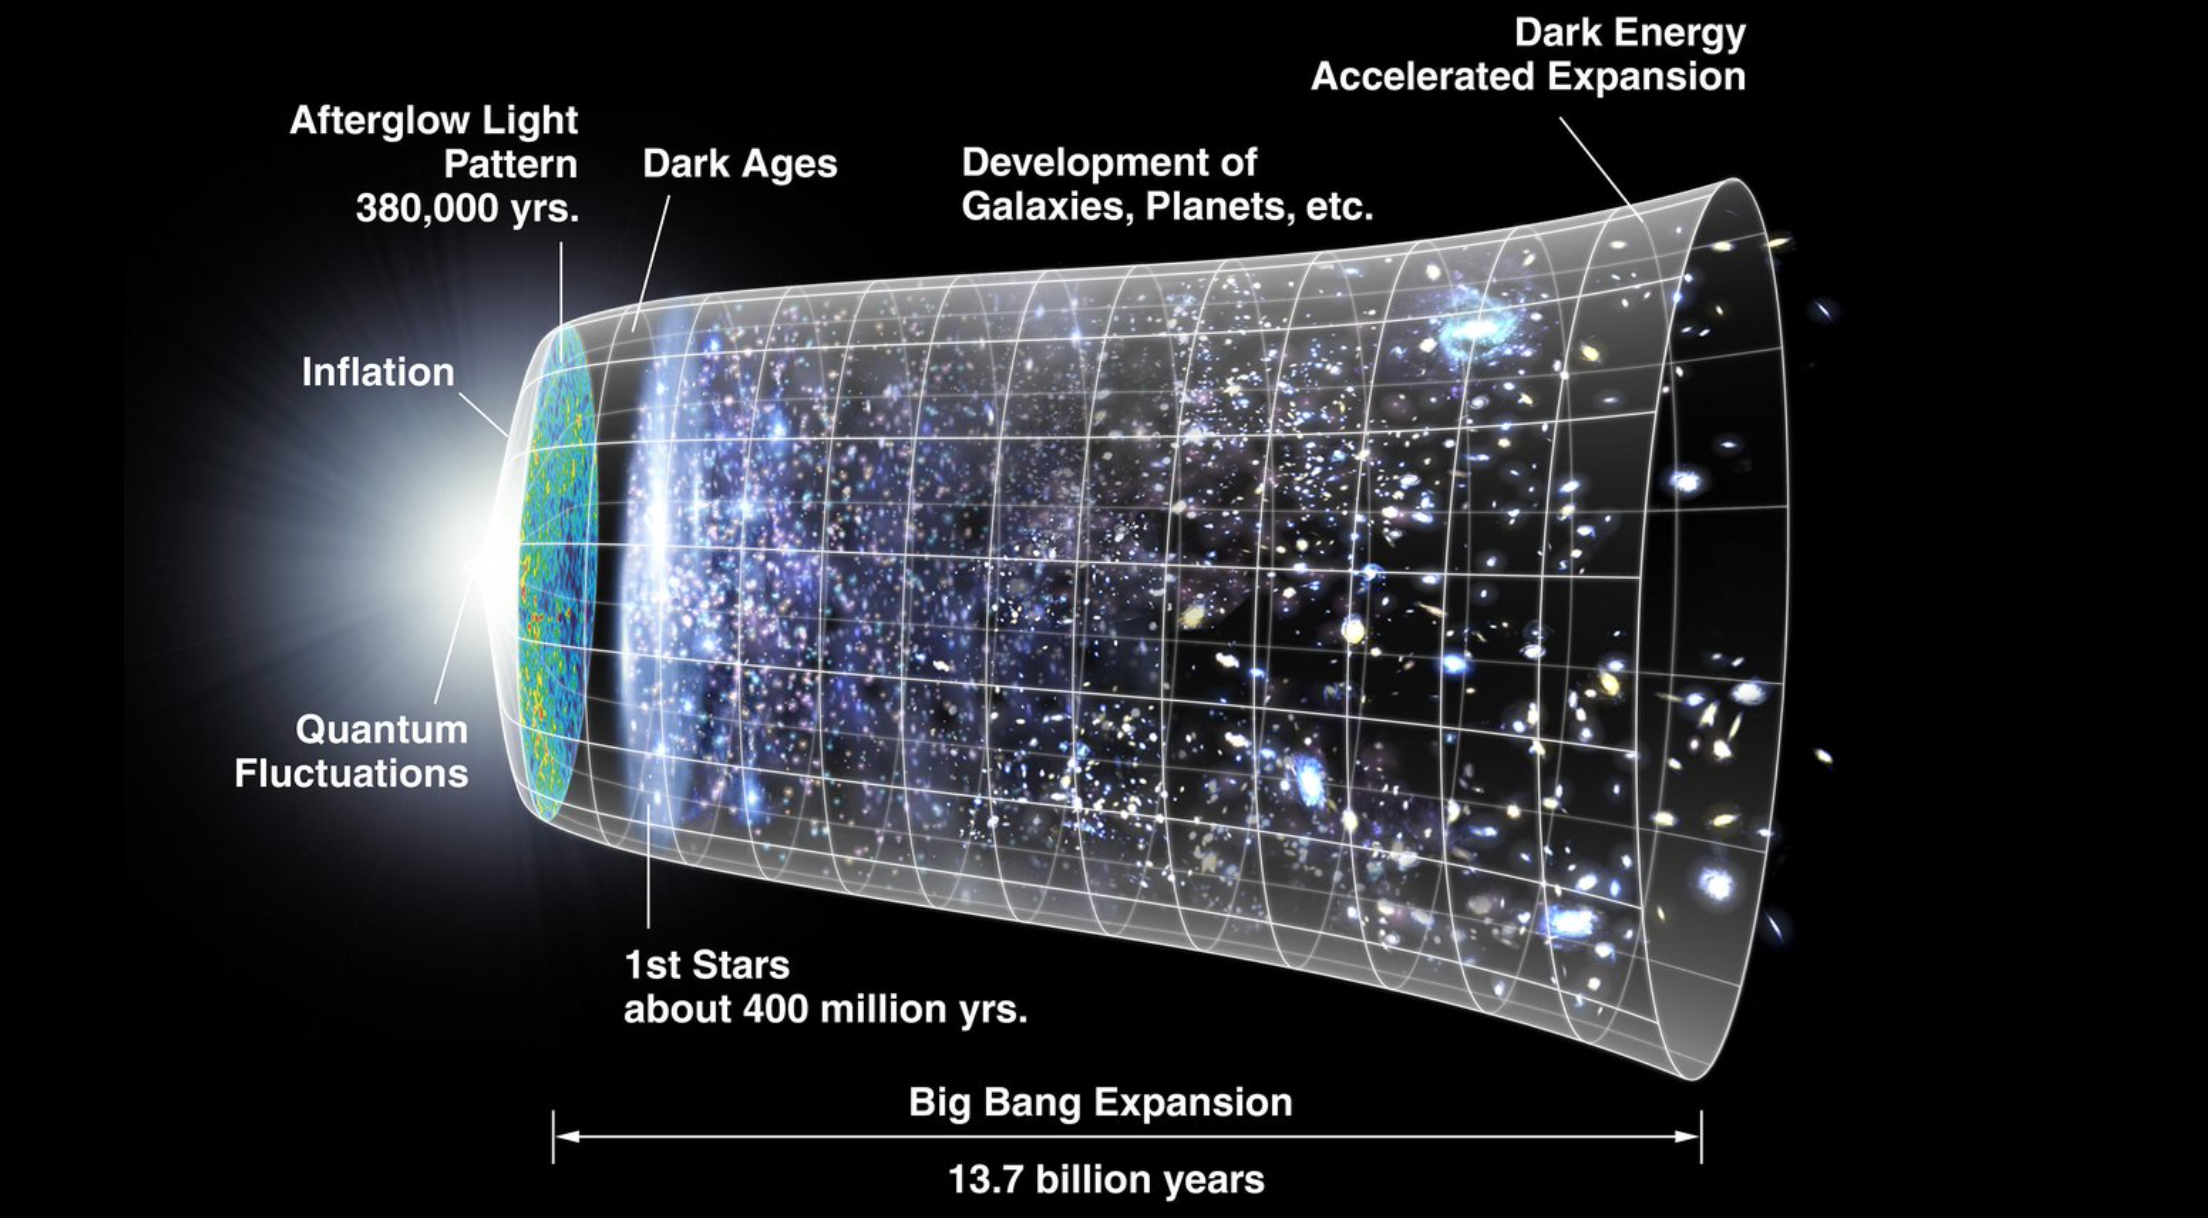 Dark Energy
Accelerated Expansion
Afterglow Light
Pattern
380,000 yrs.
Dark Ages
Development of
Galaxies, Planets, etc.
Inflation
Quantum
Fluctuations
1st Stars
about 400 million yrs.
Big Bang Expansion
13.7 billion years